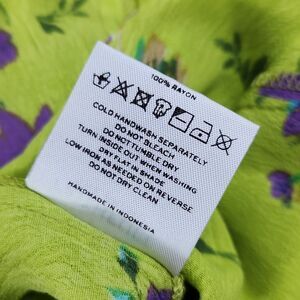 100% RAYON
COLD HANDWASH SEPARATELY
DO NOT BLEACH
DO NOT TUMBLE DRY
TURN INSIDE OUT WHEN WASHING
DRY FLAT IN SHADE
LOW IRON AS NEEDED ON REVERSE
DO NOT DRY CLEAN
HANDMADE IN INDONESIA